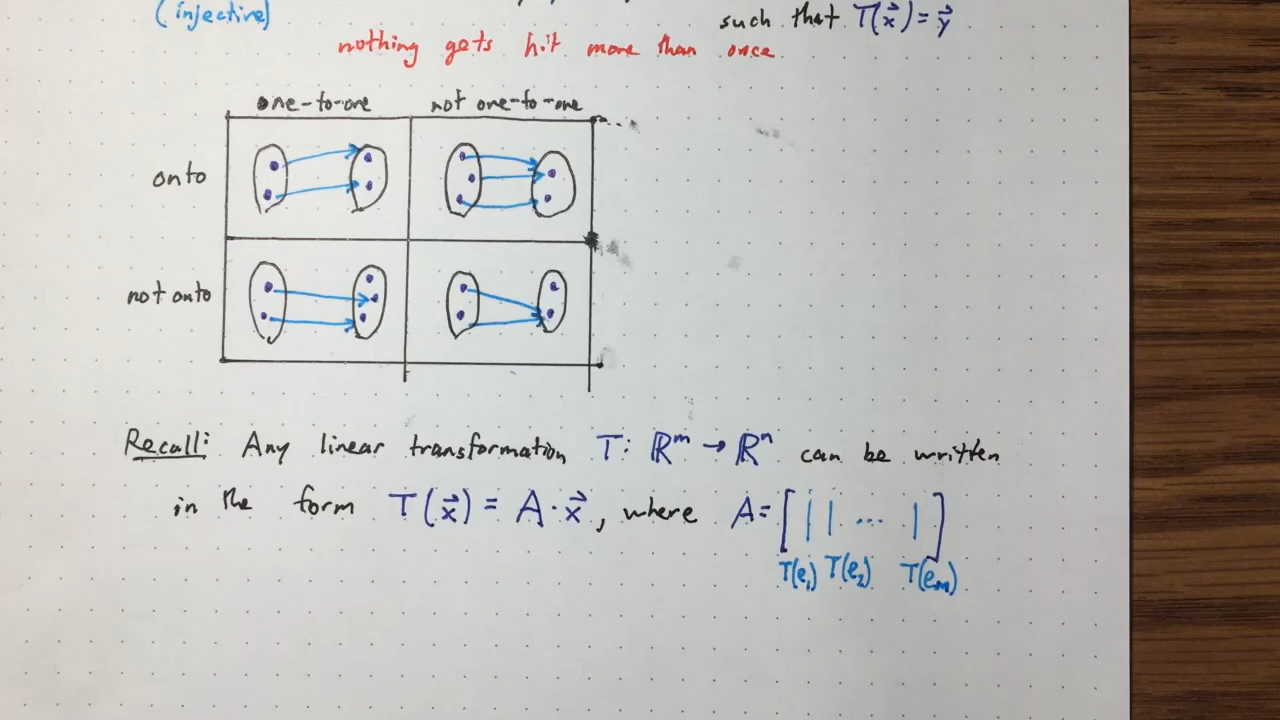 (injective)
such that T(x⃗) = y⃗
nothing gets hit more than once
one-to-one not one-to-one
onto
not onto
Recall: Any linear transformation T: ℝᵐ → ℝⁿ can be written
in the form T(x⃗) = A · x⃗, where A = [ | | ... | ]
T(e₁) T(e₂) T(eₘ)